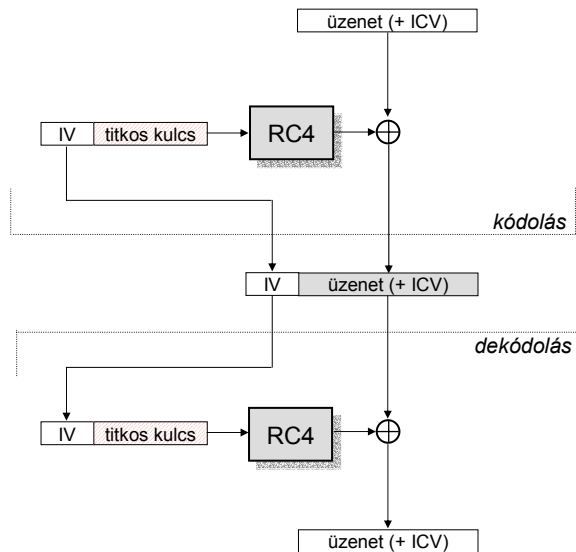 üzenet (+ ICV)
IV titkos kulcs RC4
kódolás
IV üzenet (+ ICV)
dekódolás
IV titkos kulcs RC4
üzenet (+ ICV)